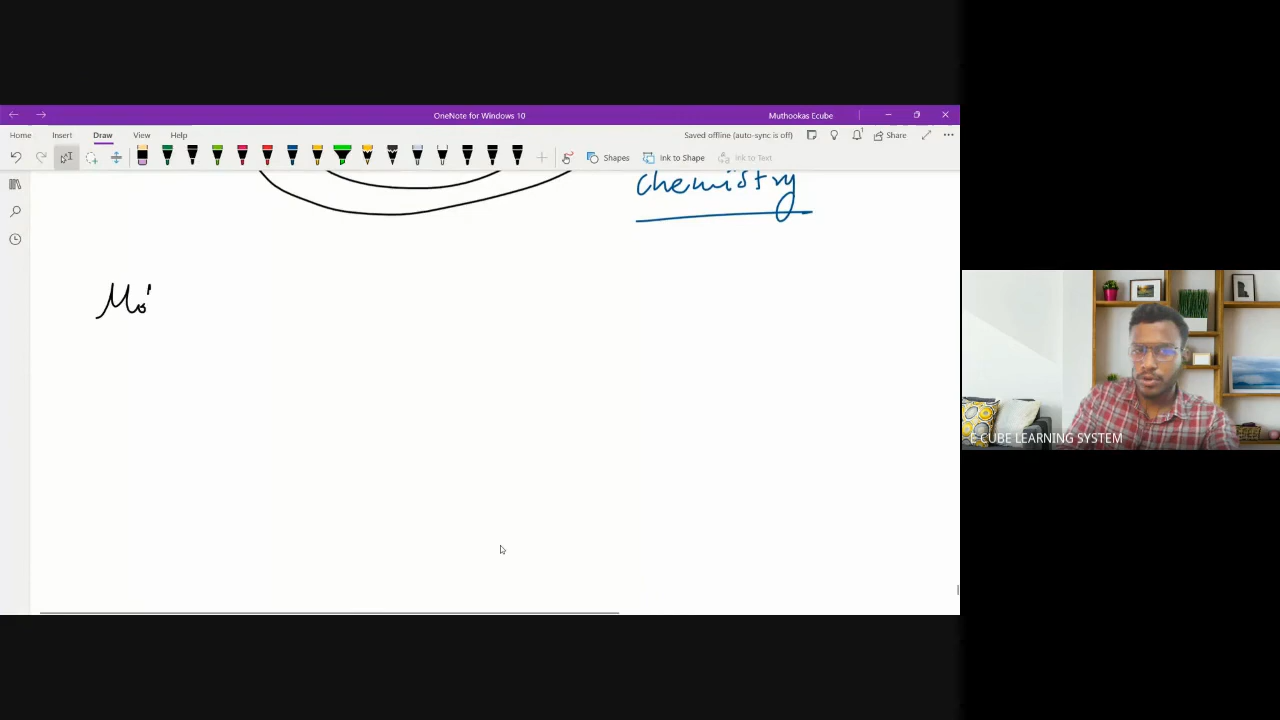 OneNote for Windows 10
Muthookas Ecube
Home Insert Draw View Help
Saved offline (auto-sync is off)
Share
Shapes
Ink to Shape
Ink to Text
chemistry
Mo'
E CUBE LEARNING SYSTEM